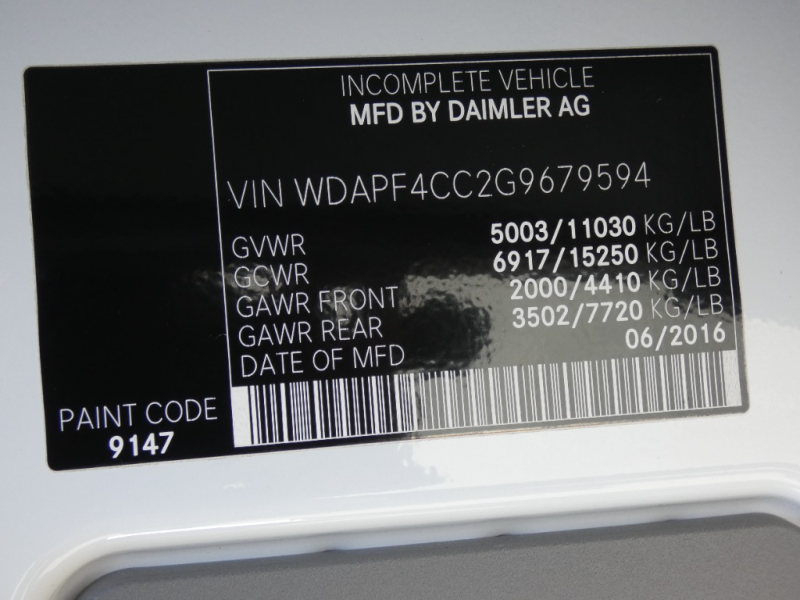 INCOMPLETE VEHICLE
MFD BY DAIMLER AG
VIN WDAPF4CC2G9679594
GVWR 5003/11030 KG/LB
GCWR 6917/15250 KG/LB
GAWR FRONT 2000/4410 KG/LB
GAWR REAR 3502/7720 KG/LB
DATE OF MFD 06/2016
PAINT CODE
9147